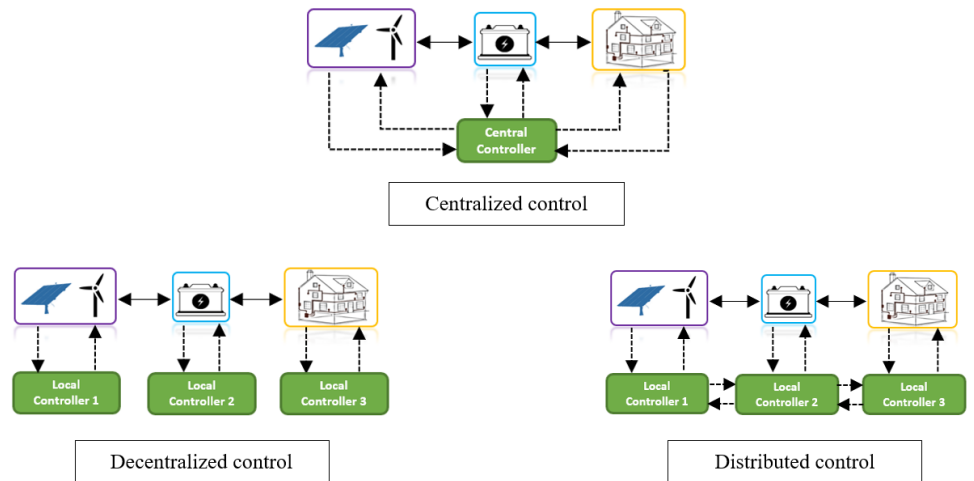 Central
Controller
Centralized control
Local
Controller 1
Local
Controller 2
Local
Controller 3
Decentralized control
Local
Controller 1
Local
Controller 2
Local
Controller 3
Distributed control